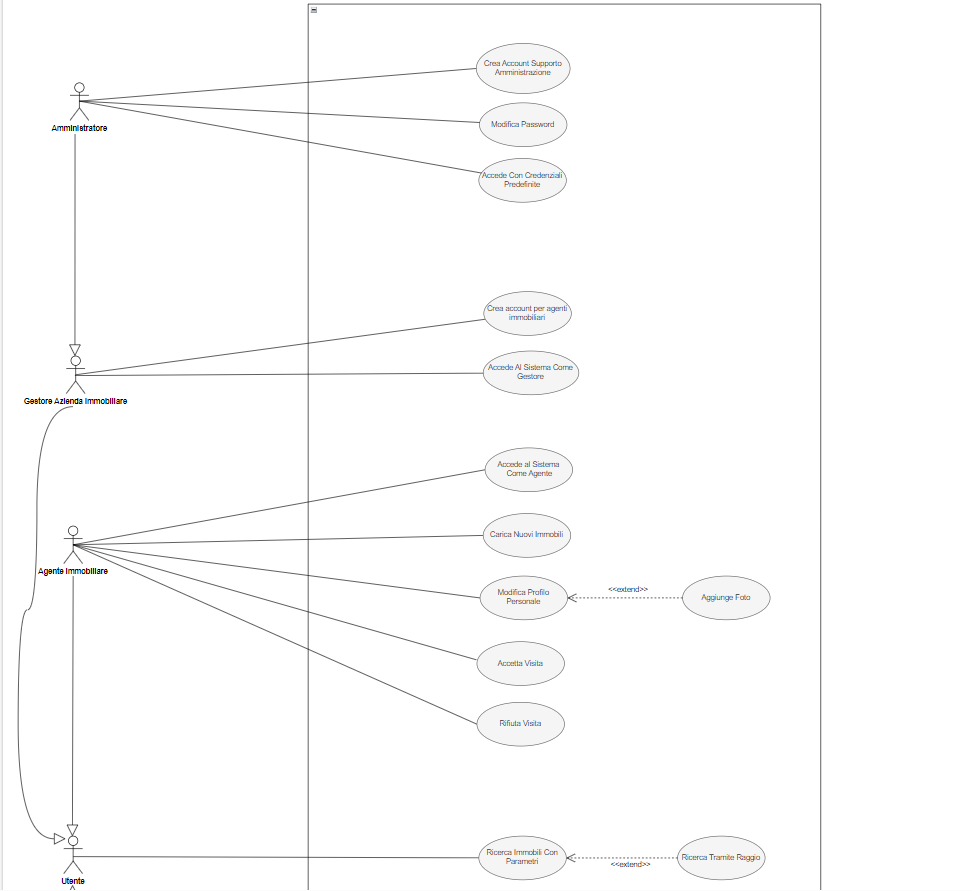 Crea Account Supporto
Amministrazione
Modifica Password
Amministratore
Accede Con Credenziali
Predefinite
Crea account per agenti
immobiliari
Accede Al Sistema Come
Gestore
Gestore Azienda Immobiliare
Accede al Sistema
Come Agente
Carica Nuovi Immobili
Agente Immobiliare
Modifica Profilo
Personale
<<extend>>
Aggiunge Foto
Accetta Visita
Rifiuta Visita
Ricerca Immobili Con
Parametri
<<extend>>
Ricerca Tramite Raggio
Utente